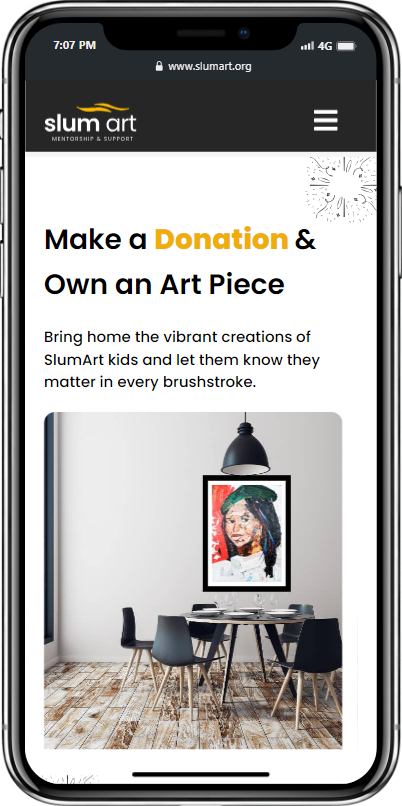 7:07 PM
4G
www.slumart.org
slum art
MENTORSHIP & SUPPORT
Make a Donation &
Own an Art Piece
Bring home the vibrant creations of
SlumArt kids and let them know they
matter in every brushstroke.